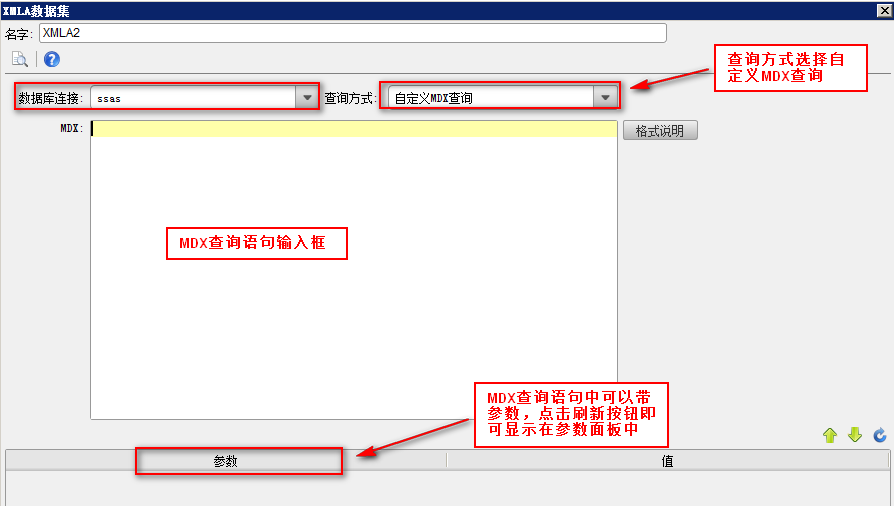 XMLA数据集
名字: XMLA2
查询方式选择自
定义MDX查询
数据库连接: ssas 查询方式: 自定义MDX查询
MDX:
格式说明
MDX查询语句输入框
MDX查询语句中可以带
参数，点击刷新按钮即
可显示在参数面板中
参数 值